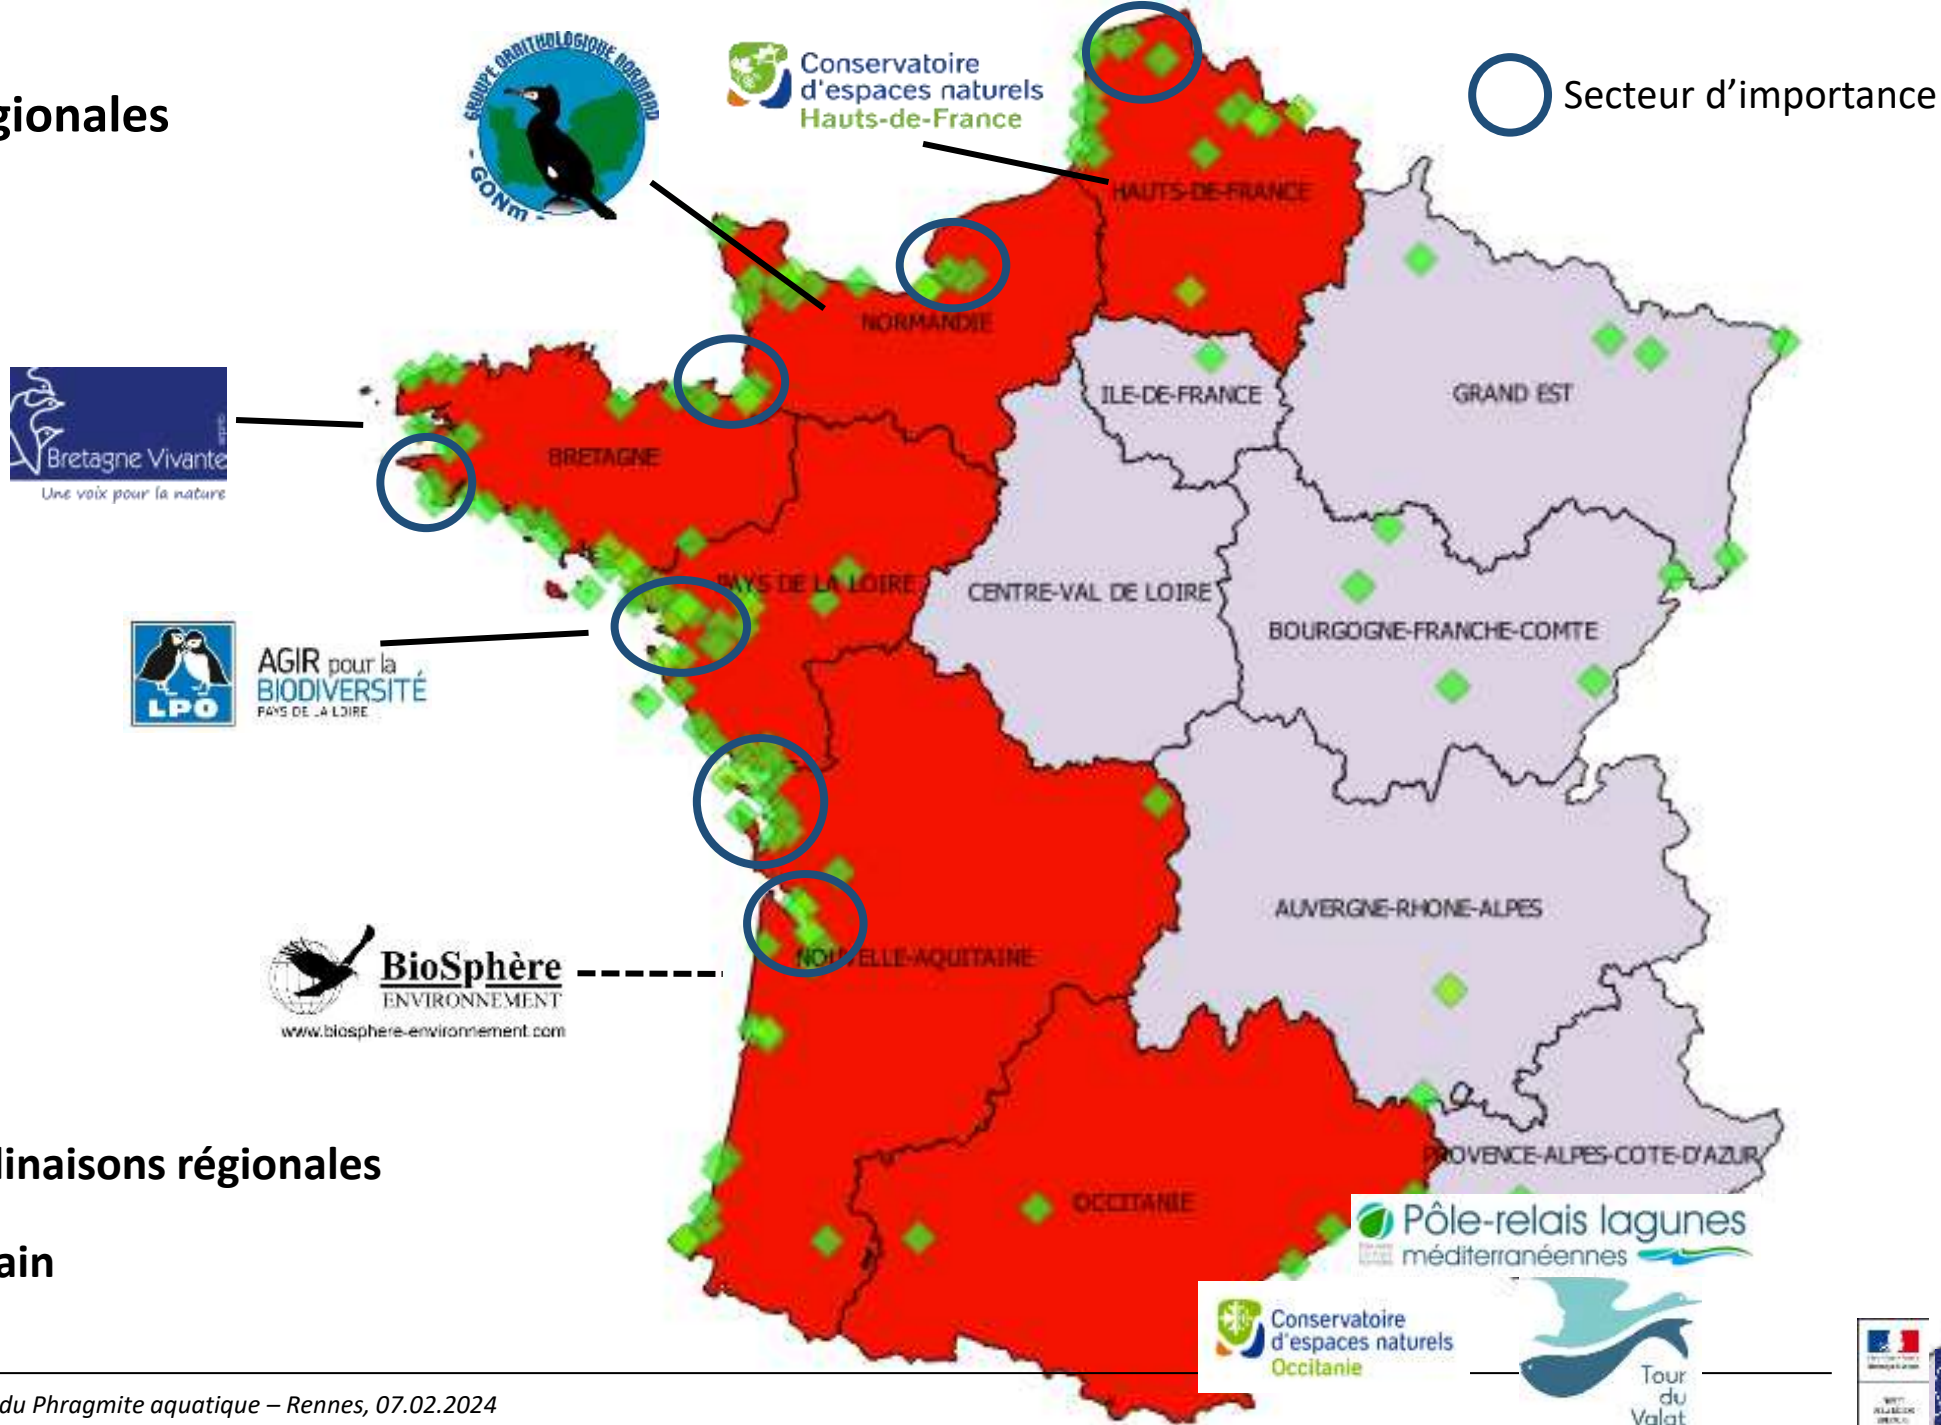 gionales
GROUPE ORNITHOLOGIQUE NORMAND
- GONm -
Conservatoire
d'espaces naturels
Hauts-de-France
Secteur d'importance
HAUTS-DE-FRANCE
NORMANDIE
ILE-DE-FRANCE
GRAND EST
Bretagne Vivante
Une voix pour la nature
BRETAGNE
PAYS DE LA LOIRE
CENTRE-VAL DE LOIRE
BOURGOGNE-FRANCHE-COMTE
LPO
AGIR pour la
BIODIVERSITÉ
PAYS DE LA LOIRE
AUVERGNE-RHONE-ALPES
BioSphère
ENVIRONNEMENT
www.biosphere-environnement.com
NOUVELLE-AQUITAINE
linaisons régionales
PROVENCE-ALPES-COTE-D'AZUR
OCCITANIE
Pôle-relais lagunes
méditerranéennes
ain
Conservatoire
d'espaces naturels
Occitanie
Tour
du
Valat
du Phragmite aquatique – Rennes, 07.02.2024